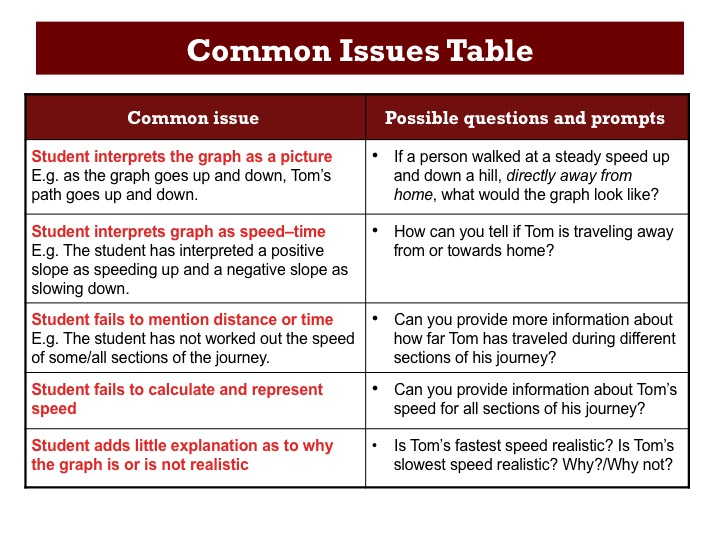 Common Issues Table
Common issue
Possible questions and prompts
Student interprets the graph as a picture
E.g. as the graph goes up and down, Tom’s
path goes up and down.
• If a person walked at a steady speed up
and down a hill, directly away from
home, what would the graph look like?
Student interprets graph as speed–time
E.g. The student has interpreted a positive
slope as speeding up and a negative slope as
slowing down.
• How can you tell if Tom is traveling away
from or towards home?
Student fails to mention distance or time
E.g. The student has not worked out the speed
of some/all sections of the journey.
• Can you provide more information about
how far Tom has traveled during different
sections of his journey?
Student fails to calculate and represent
speed
• Can you provide information about Tom’s
speed for all sections of his journey?
Student adds little explanation as to why
the graph is or is not realistic
• Is Tom’s fastest speed realistic? Is Tom’s
slowest speed realistic? Why?/Why not?